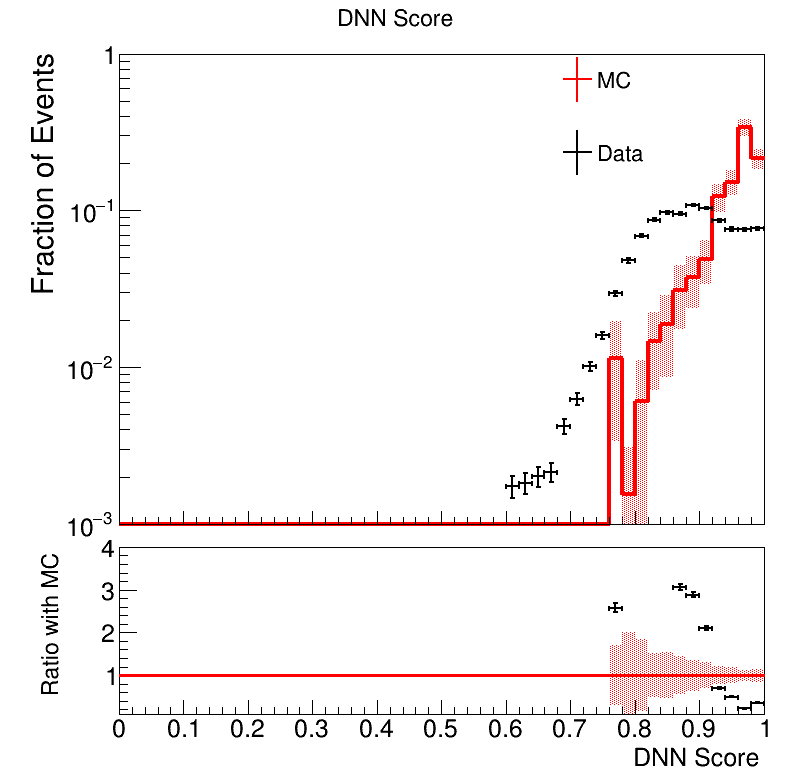 DNN Score
Fraction of Events
1
10⁻¹
10⁻²
10⁻³
MC
Data
Ratio with MC
4
3
2
1
0 0.1 0.2 0.3 0.4 0.5 0.6 0.7 0.8 0.9 1
DNN Score